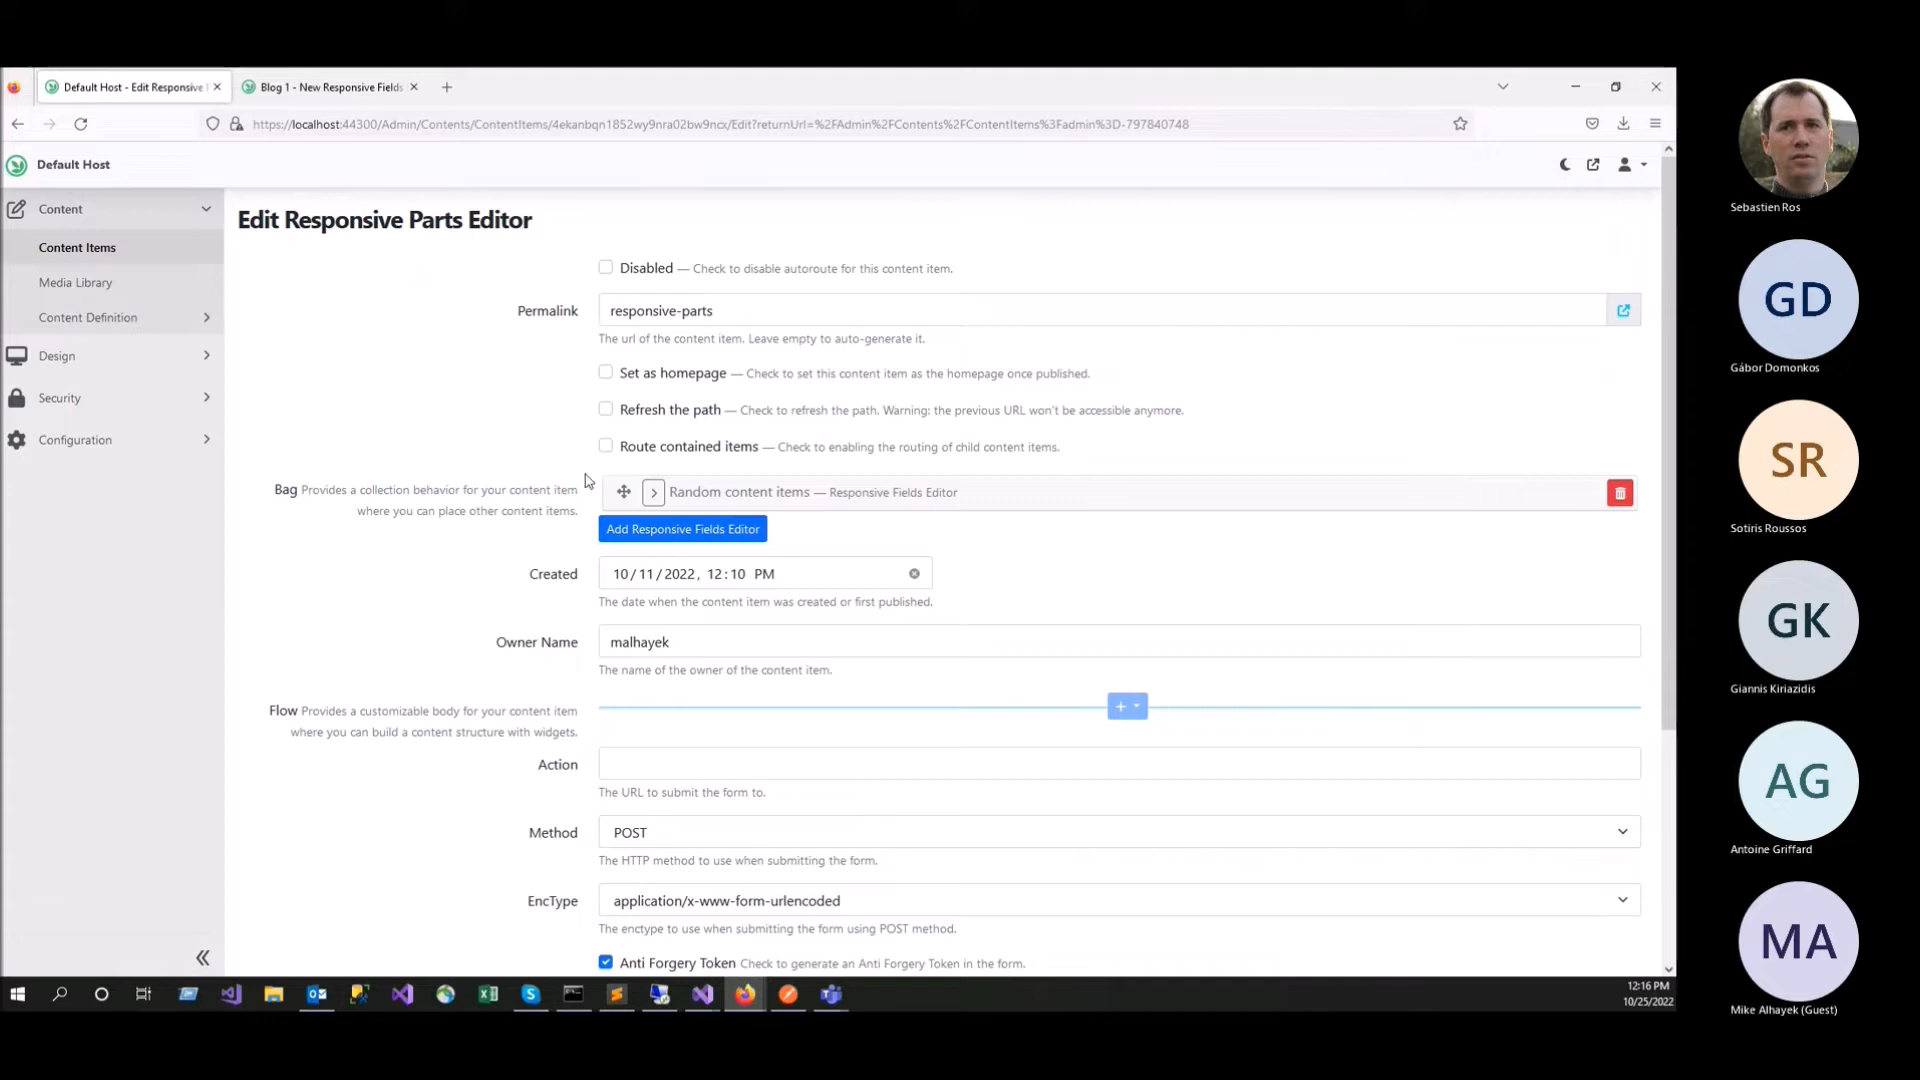 Default Host - Edit Responsive
Blog 1 - New Responsive Fields
https://localhost:44300/Admin/Contents/ContentItems/4ekanbqn1852wy9nra02bw9ncx/Edit?returnUrl=%2FAdmin%2FContents%2FContentItems%3Fadmin%3D-797840748
Default Host
Content
Content Items
Media Library
Content Definition
Design
Security
Configuration
Edit Responsive Parts Editor
Disabled — Check to disable autoroute for this content item.
Permalink
responsive-parts
The url of the content item. Leave empty to auto-generate it.
Set as homepage — Check to set this content item as the homepage once published.
Refresh the path — Check to refresh the path. Warning: the previous URL won't be accessible anymore.
Route contained items — Check to enabling the routing of child content items.
Bag Provides a collection behavior for your content item
where you can place other content items.
Random content items — Responsive Fields Editor
Add Responsive Fields Editor
Created
10/11/2022, 12:10 PM
The date when the content item was created or first published.
Owner Name
malhayek
The name of the owner of the content item.
Flow Provides a customizable body for your content item
where you can build a content structure with widgets.
Action
The URL to submit the form to.
Method
POST
The HTTP method to use when submitting the form.
EncType
application/x-www-form-urlencoded
The enctype to use when submitting the form using POST method.
Anti Forgery Token Check to generate an Anti Forgery Token in the form.
12:16 PM
10/25/2022
Sebastien Ros
GD
Gábor Domonkos
SR
Sotiris Roussos
GK
Giannis Kiriazidis
AG
Antoine Griffard
MA
Mike Alhayek (Guest)